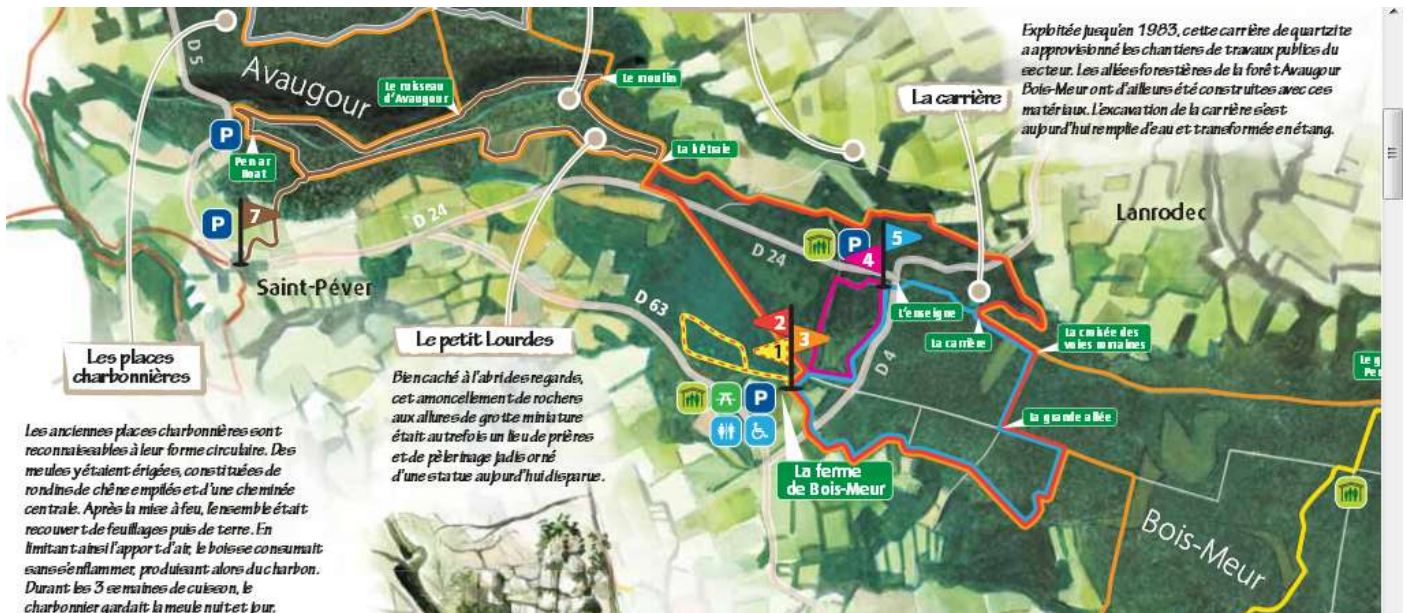 D 5
Avaugour
Le ruisseau
d'Avaugour
Le moulin
P
Pen ar
Hoat
P
7
Saint-Péver
D 24
La hêtraie
D 24
P
4
5
L'enseigne
La carrière
La carrière
Lanrodec
La croisée des
voies romaines
La grande allée
D 63
D 4
2
3
1
P
La ferme
de Bois-Meur
Bois-Meur
Exploitée jusqu'en 1983, cette carrière de quartzite
a approvisionné les chantiers de travaux publics du
secteur. Les allées forestières de la forêt Avaugour
Bois-Meur ont d'ailleurs été construites avec ces
matériaux. L'excavation de la carrière s'est
aujourd'hui remplie d'eau et transformée en étang.
Les places
charbonnières
Les anciennes places charbonnières sont
reconnaissables à leur forme circulaire. Des
meules y étaient érigées, constituées de
rondins de chêne empilés et d'une cheminée
centrale. Après la mise à feu, l'ensemble était
recouvert de feuillages puis de terre. En
limitant ainsi l'apport d'air, le bois se consumait
sans s'enflammer, produisant alors du charbon.
Durant les 3 semaines de cuisson, le
charbonnier gardait la meule nuit et jour.
Le petit Lourdes
Bien caché à l'abri des regards,
cet amoncellement de rochers
aux allures de grotte miniature
était autrefois un lieu de prières
et de pèlerinage jadis orné
d'une statue aujourd'hui disparue.